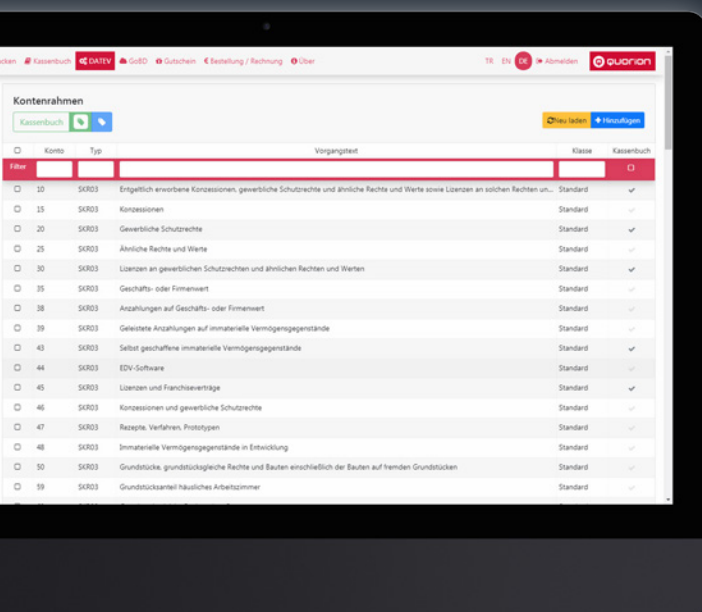 cken Kassenbuch DATEV GoBD Gutschein € Bestellung / Rechnung Über TR EN DE Abmelden QUORION
Kontenrahmen
Kassenbuch Neu laden Hinzufügen
Konto Typ Vorgangstext Klasse Kassenbuch
Filter
10 SKR03 Entgeltlich erworbene Konzessionen, gewerbliche Schutzrechte und ähnliche Rechte und Werte sowie Lizenzen an solchen Rechten un... Standard
15 SKR03 Konzessionen Standard
20 SKR03 Gewerbliche Schutzrechte Standard
25 SKR03 Ähnliche Rechte und Werte Standard
30 SKR03 Lizenzen an gewerblichen Schutzrechten und ähnlichen Rechten und Werten Standard
35 SKR03 Geschäfts- oder Firmenwert Standard
38 SKR03 Anzahlungen auf Geschäfts- oder Firmenwert Standard
39 SKR03 Geleistete Anzahlungen auf immaterielle Vermögensgegenstände Standard
43 SKR03 Selbst geschaffene immaterielle Vermögensgegenstände Standard
44 SKR03 EDV-Software Standard
45 SKR03 Lizenzen und Franchiseverträge Standard
46 SKR03 Konzessionen und gewerbliche Schutzrechte Standard
47 SKR03 Rezepte, Verfahren, Prototypen Standard
48 SKR03 Immaterielle Vermögensgegenstände in Entwicklung Standard
50 SKR03 Grundstücke, grundstücksgleiche Rechte und Bauten einschließlich der Bauten auf fremden Grundstücken Standard
59 SKR03 Grundstücksanteil häusliches Arbeitszimmer Standard